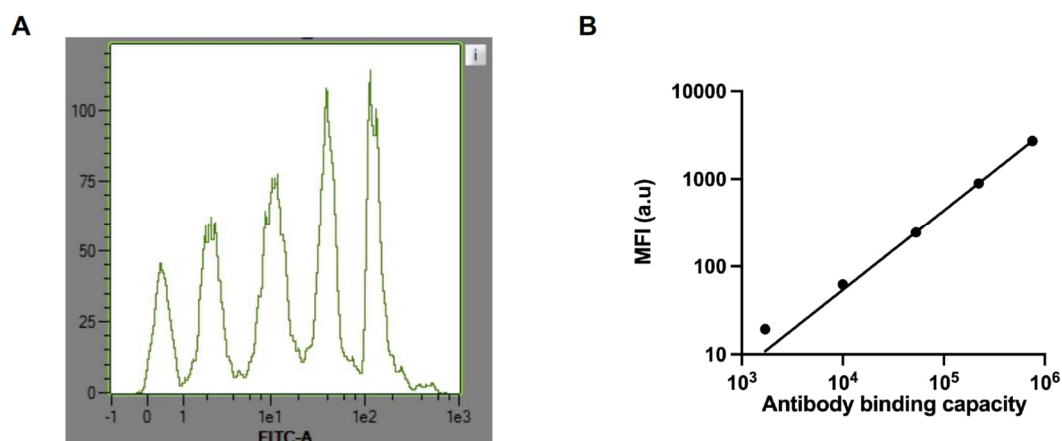 A
i
100
75
50
25
0
-1 0 1 1e1 1e2 1e3
FITC-A
B
MFI (a.u)
10000
1000
100
10
10³ 10⁴ 10⁵ 10⁶
Antibody binding capacity